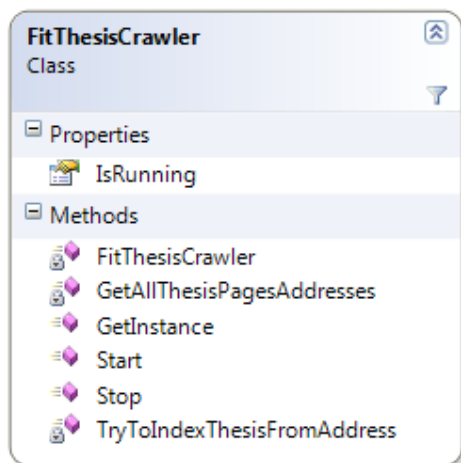 FitThesisCrawler
Class
Properties
IsRunning
Methods
FitThesisCrawler
GetAllThesisPagesAddresses
GetInstance
Start
Stop
TryToIndexThesisFromAddress